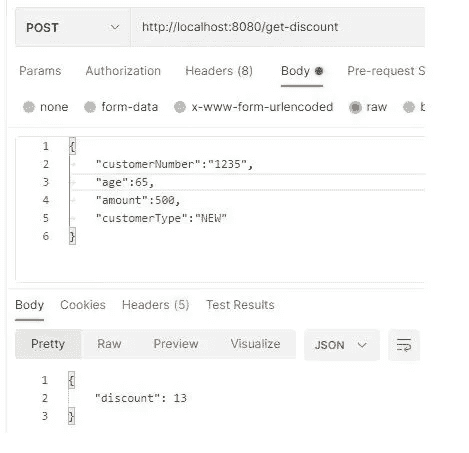 POST http://localhost:8080/get-discount
Params Authorization Headers (8) Body Pre-request S
none form-data x-www-form-urlencoded raw b
1 {
2 "customerNumber":"1235",
3 "age":65,
4 "amount":500,
5 "customerType":"NEW"
6 }
Body Cookies Headers (5) Test Results
Pretty Raw Preview Visualize JSON
1 {
2 "discount": 13
3 }